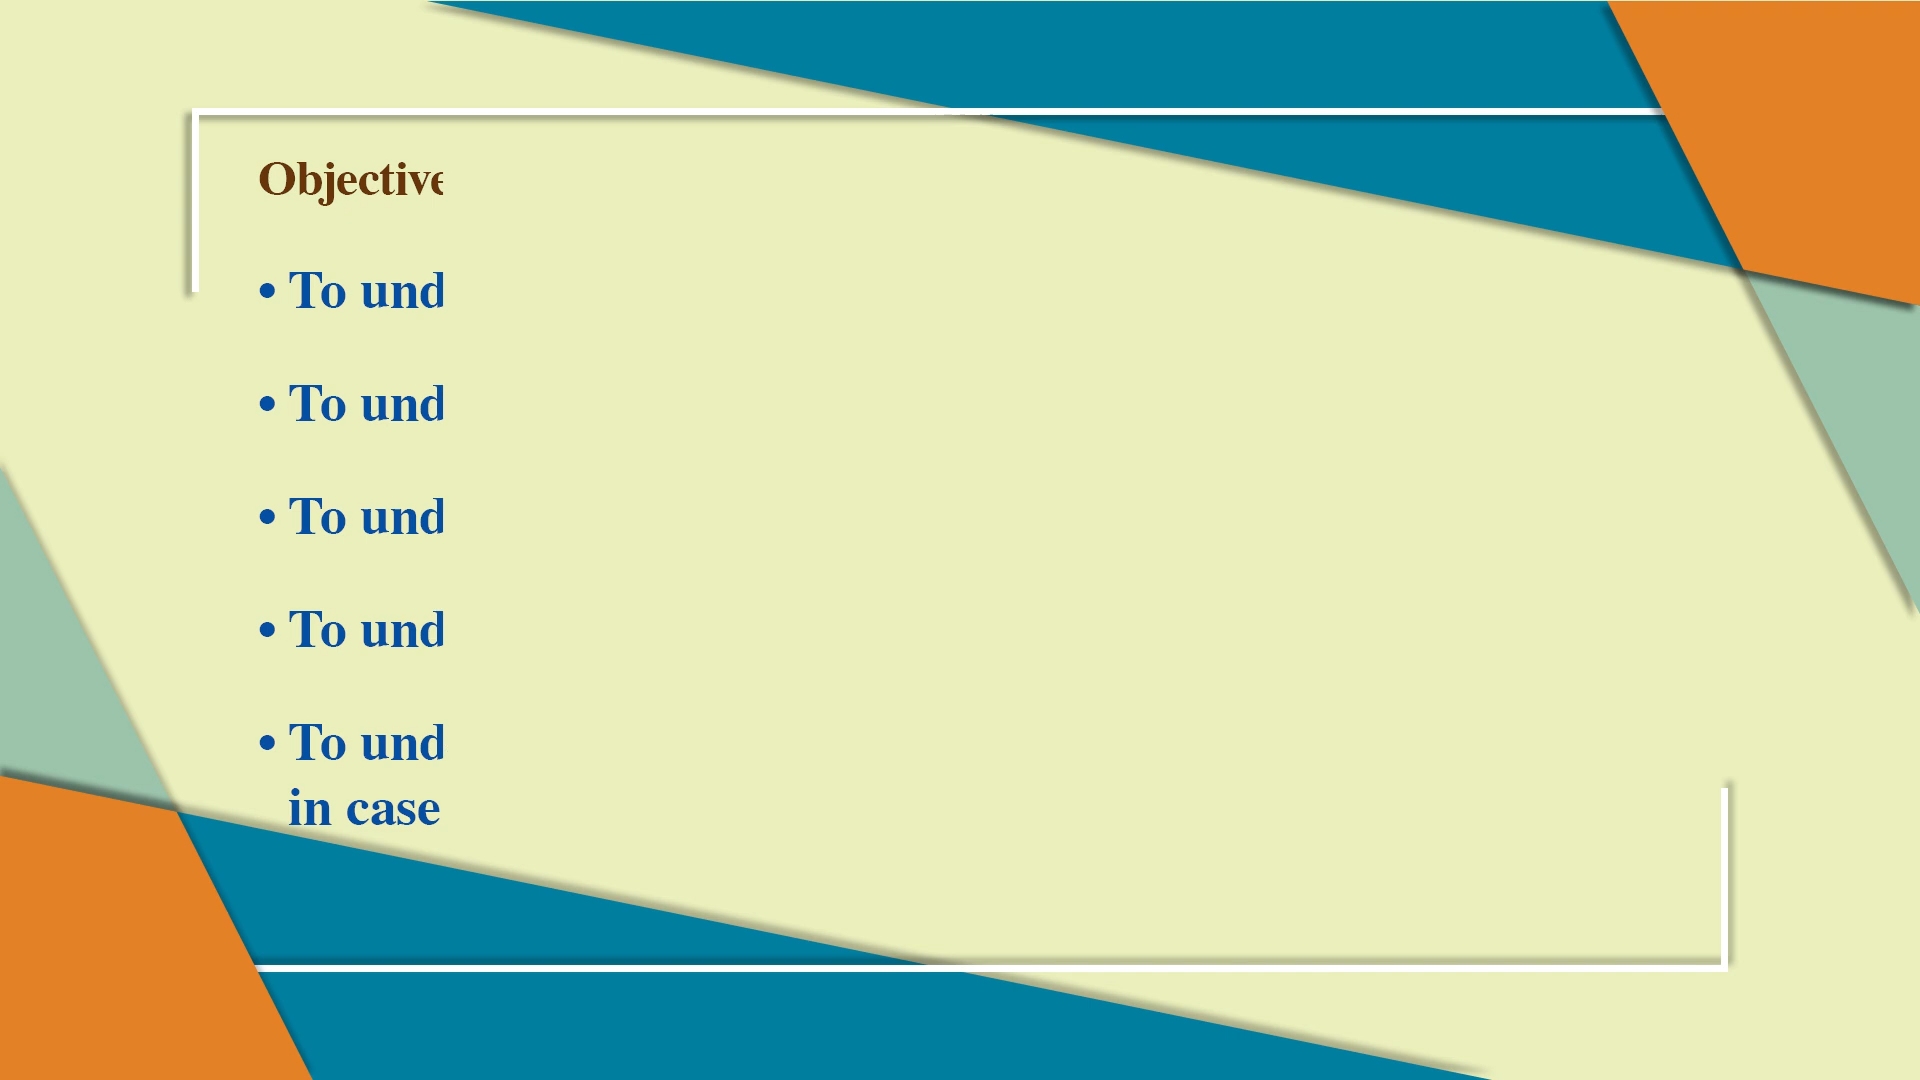 Objective
• To und
• To und
• To und
• To und
• To und
in case